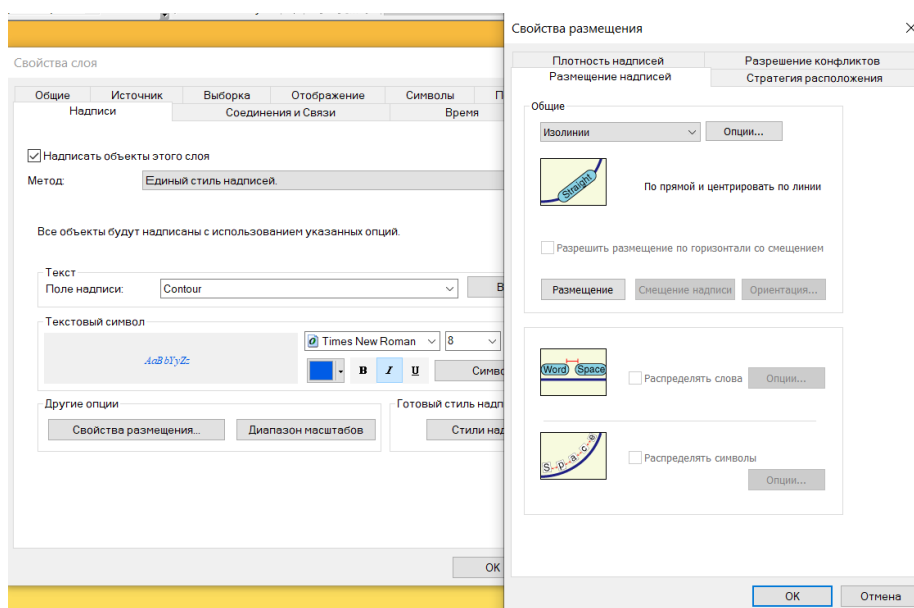 Свойства слоя
Общие Источник Выборка Отображение Символы
Надписи Соединения и Связи Время
Надписать объекты этого слоя
Метод: Единый стиль надписей.
Все объекты будут надписаны с использованием указанных опций.
Текст
Поле надписи: Contour
Текстовый символ
AaBbYyZz
Times New Roman 8
B I U
Другие опции
Свойства размещения... Диапазон масштабов
OK
Свойства размещения
Плотность надписей Разрешение конфликтов
Размещение надписей Стратегия расположения
Общие
Изолинии Опции...
Straight
По прямой и центрировать по линии
Разрешить размещение по горизонтали со смещением
Размещение Смещение надписи Ориентация...
Word Space
Распределять слова Опции...
S p a c e
Распределять символы
Опции...
OK Отмена